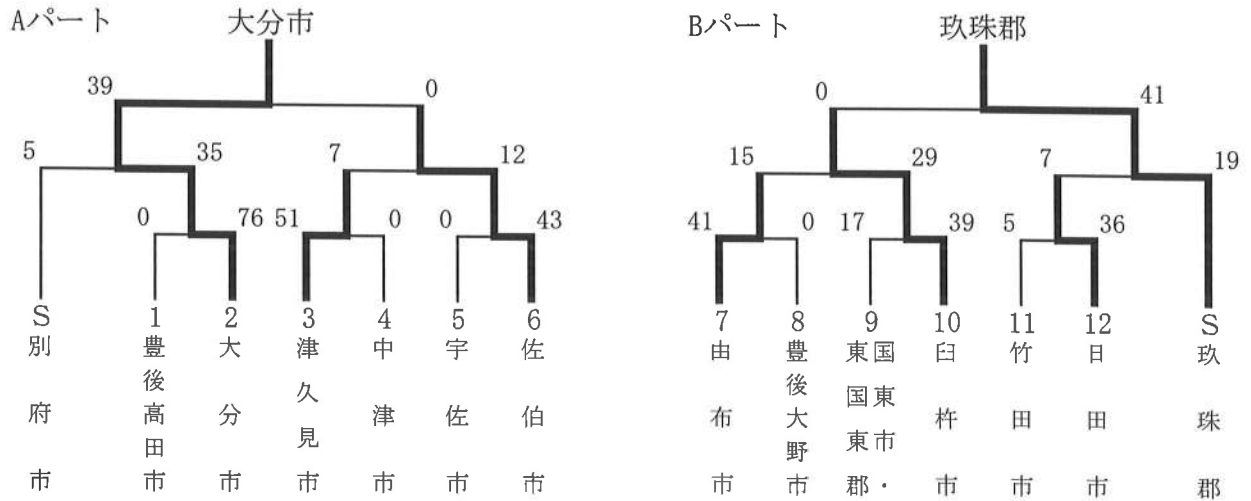 Aパート
大分市
39
0
5
35
7
12
0
76
51
0
0
43
S
1
2
3
4
5
6
別府市
豊後高田市
大分市
津久見市
中津市
宇佐市
佐伯市
Bパート
玖珠郡
0
41
15
29
7
19
41
0
17
39
5
36
7
8
9
10
11
12
S
由布市
豊後大野市
国東市・
東国東郡
臼杵市
竹田市
日田市
玖珠郡